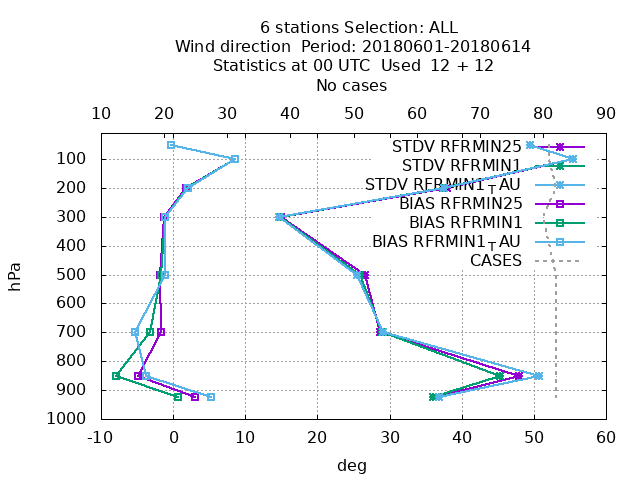 6 stations Selection: ALL
Wind direction  Period: 20180601-20180614
Statistics at 00 UTC  Used  12 + 12
No cases
10 20 30 40 50 60 70 80 90
STDV RFRMIN25
STDV RFRMIN1
STDV RFRMIN1TAU
BIAS RFRMIN25
BIAS RFRMIN1
BIAS RFRMIN1TAU
CASES
100
200
300
400
500
600
700
800
900
1000
hPa
-10 0 10 20 30 40 50 60
deg